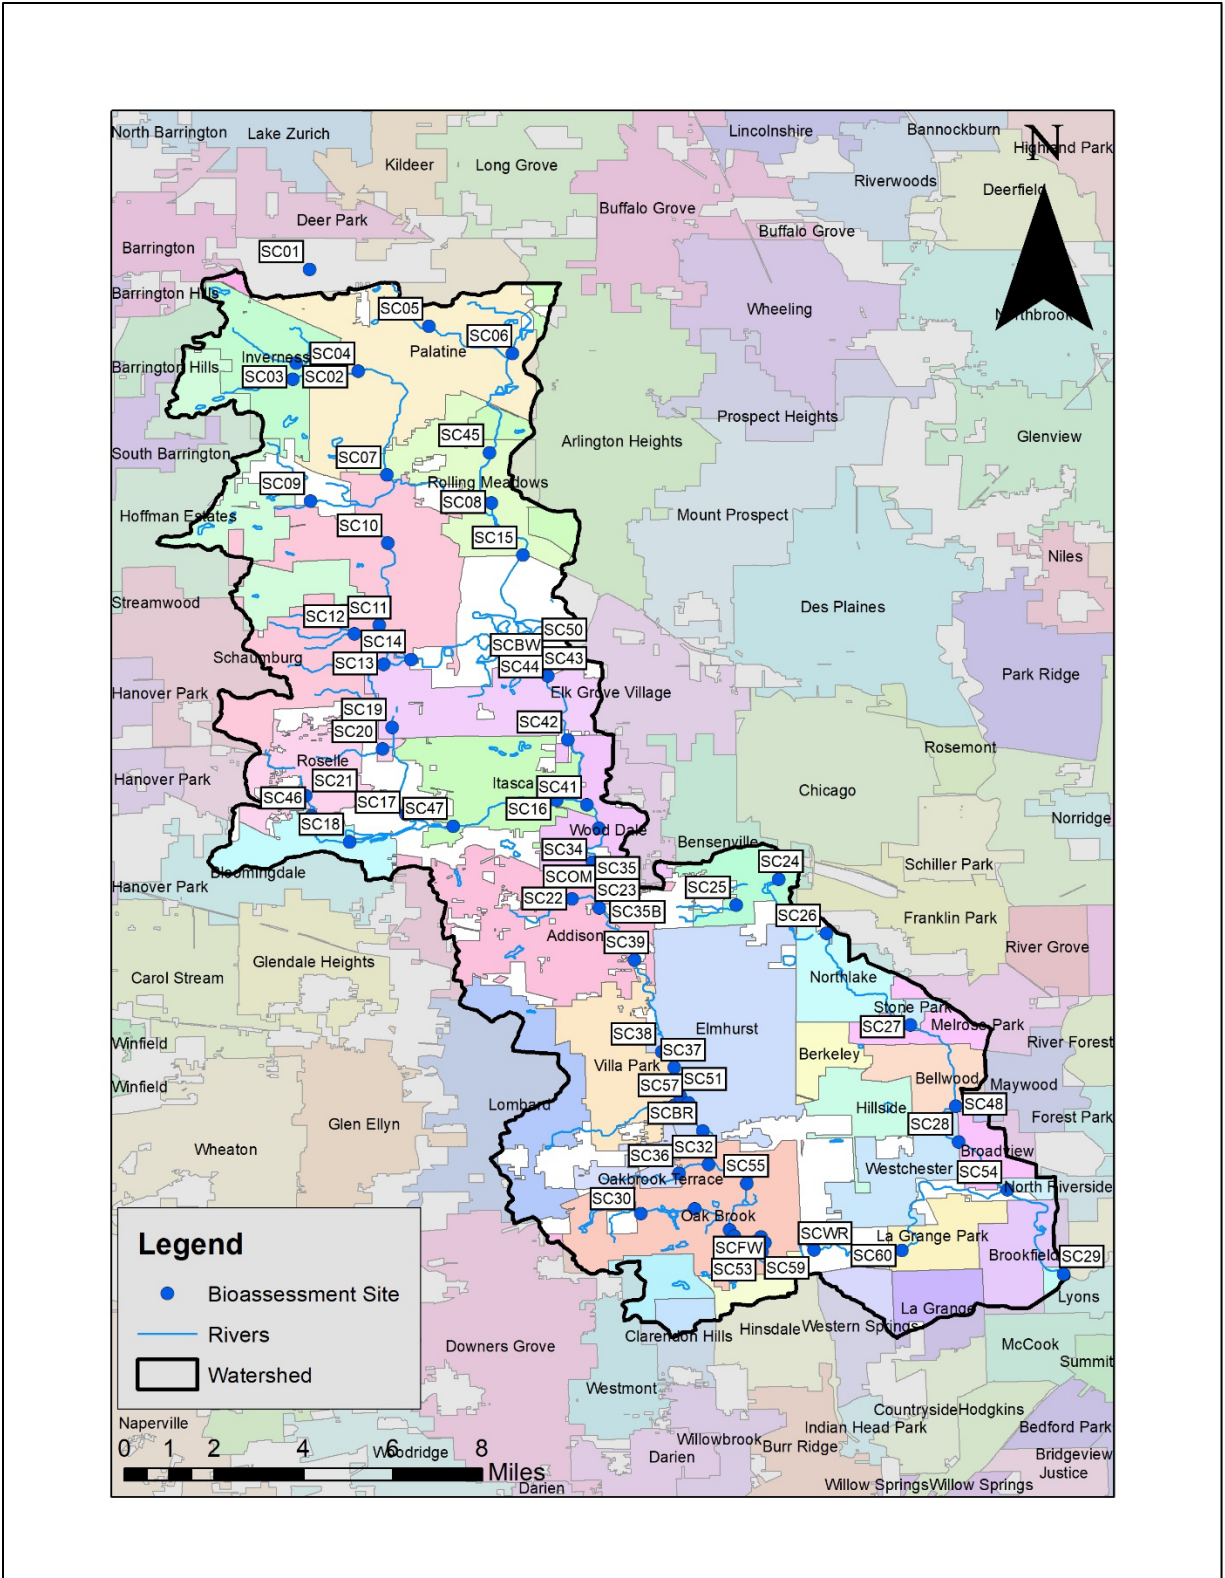 North Barrington
Lake Zurich
Lincolnshire
Bannockburn
N
Highland Park
Kildeer
Long Grove
Riverwoods
Deerfield
Buffalo Grove
Deer Park
Buffalo Grove
Barrington
SC01
Barrington Hills
SC05
Wheeling
Northbrook
SC06
Palatine
SC04
Inverness
Barrington Hills
SC03
SC02
Prospect Heights
SC45
Arlington Heights
Glenview
South Barrington
SC07
SC09
Rolling Meadows
SC08
Hoffman Estates
Mount Prospect
SC10
SC15
Niles
Streamwood
SC11
Des Plaines
SC12
SC50
SC14
SCBW
Schaumburg
SC13
SC43
SC44
Park Ridge
Hanover Park
Elk Grove Village
SC19
SC42
SC20
Rosemont
Roselle
Hanover Park
SC21
Itasca
SC41
Chicago
SC46
SC17
SC47
SC16
Norridge
SC18
Wood Dale
Bensenville
SC34
SC24
Schiller Park
SC35
Bloomingdale
SCOM
Hanover Park
SC25
SC23
SC22
SC35B
SC26
Franklin Park
Addison
SC39
River Grove
Glendale Heights
Carol Stream
Northlake
Stone Park
SC27
Melrose Park
SC38
Elmhurst
Winfield
SC37
River Forest
Berkeley
Villa Park
SC51
Bellwood
Maywood
Winfield
SC57
Lombard
SC48
Hillside
SCBR
Forest Park
Glen Ellyn
SC28
SC32
Wheaton
SC36
Broadview
SC55
Westchester
SC54
Oakbrook Terrace
North Riverside
SC30
Oak Brook
SCWR
La Grange Park
SCFW
SC60
Brookfield
SC29
SC53
SC59
Lyons
La Grange
Clarendon Hills
Hinsdale
Western Springs
Downers Grove
McCook
Summit
Westmont
Countryside
Hodgkins
Indian Head Park
Bedford Park
Willowbrook
Burr Ridge
Darien
Bridgeview
Justice
Willow Springs
Willow Springs
Darien
Woodridge
Naperville
Legend
Bioassessment Site
Rivers
Watershed
0 1 2 4 6 8
Miles